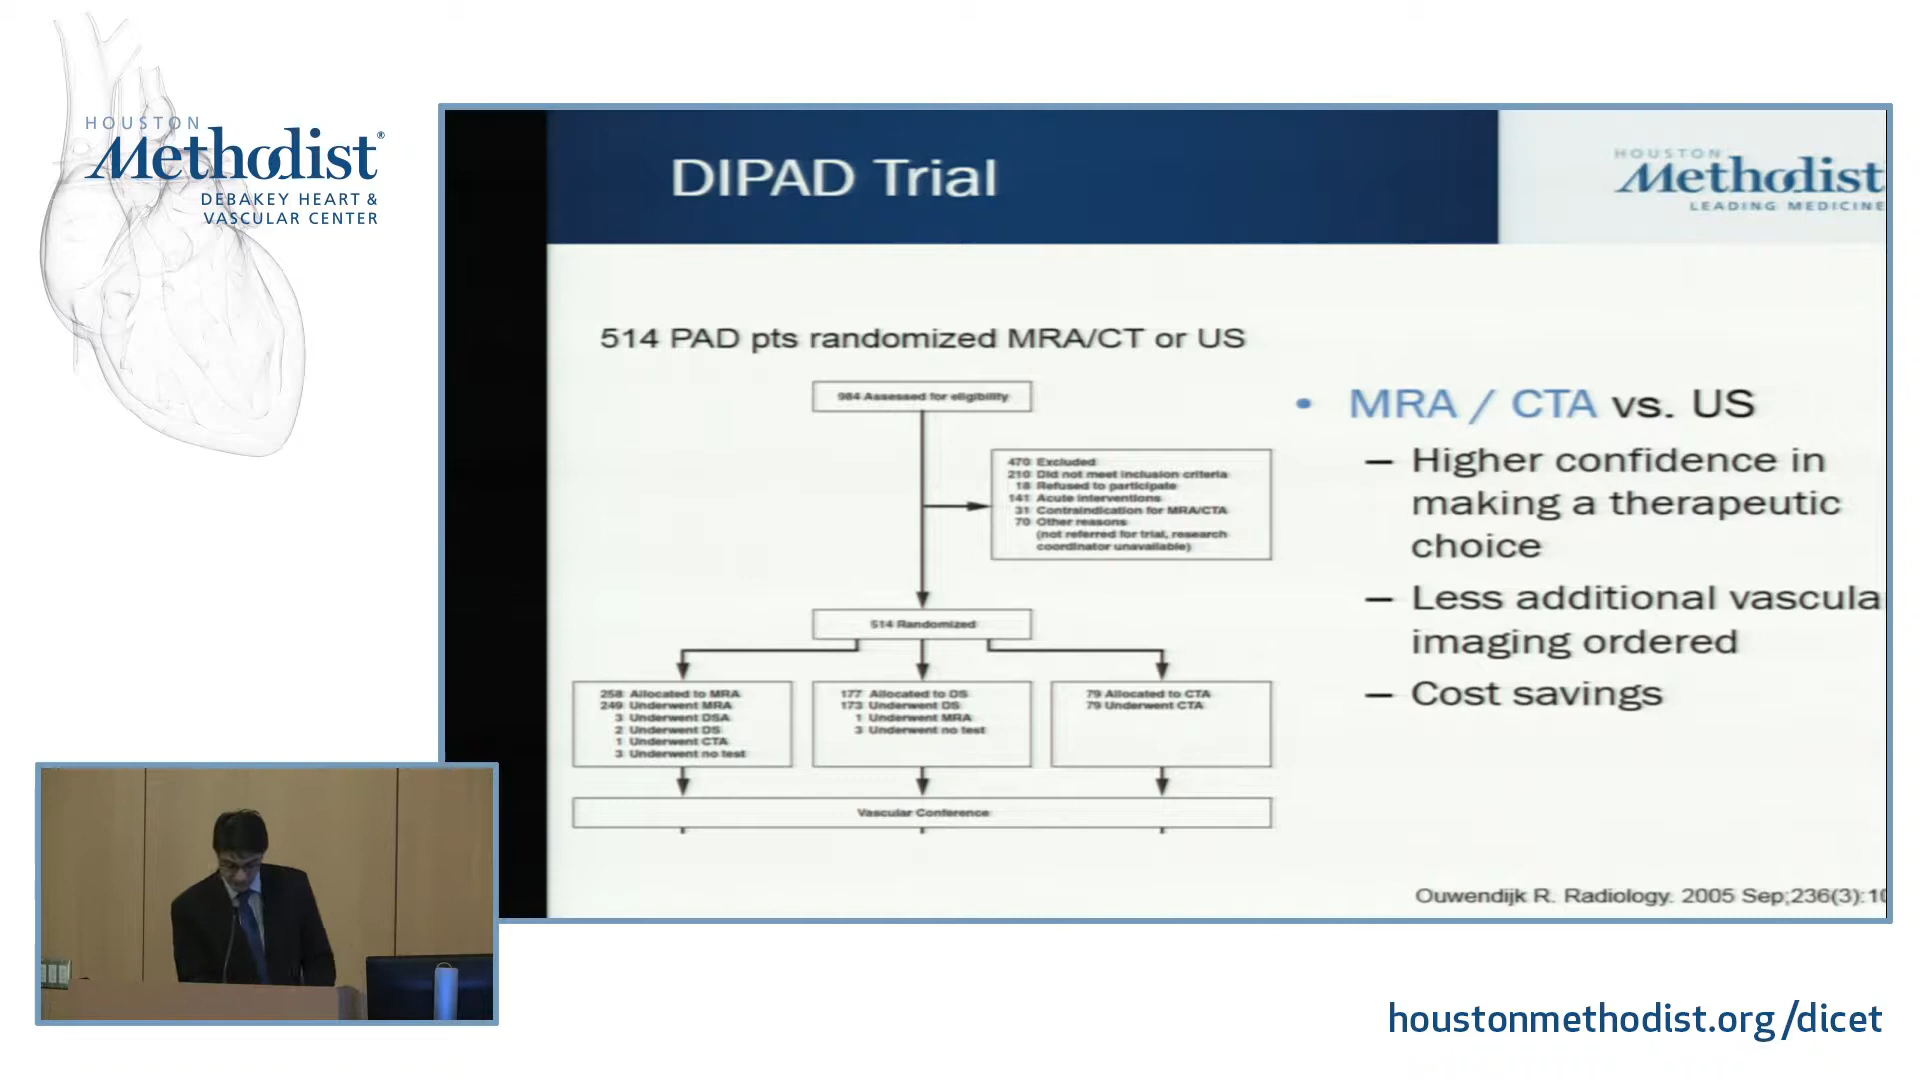 HOUSTON
Methodist®
DEBAKEY HEART &
VASCULAR CENTER
DIPAD Trial
HOUSTON
Methodist
LEADING MEDICINE
514 PAD pts randomized MRA/CT or US
984 Assessed for eligibility
470 Excluded
210 Did not meet inclusion criteria
18 Refused to participate
141 Acute interventions
31 Contraindication for MRA/CTA
70 Other reasons
(not referred for trial, research
coordinator unavailable)
514 Randomized
258 Allocated to MRA
249 Underwent MRA
3 Underwent DSA
2 Underwent DS
1 Underwent CTA
3 Underwent no test
177 Allocated to DS
173 Underwent DS
1 Underwent MRA
3 Underwent no test
79 Allocated to CTA
79 Underwent CTA
Vascular Conference
• MRA / CTA vs. US
– Higher confidence in
making a therapeutic
choice
– Less additional vascula
imaging ordered
– Cost savings
Ouwendijk R. Radiology. 2005 Sep;236(3):10
houstonmethodist.org/dicet